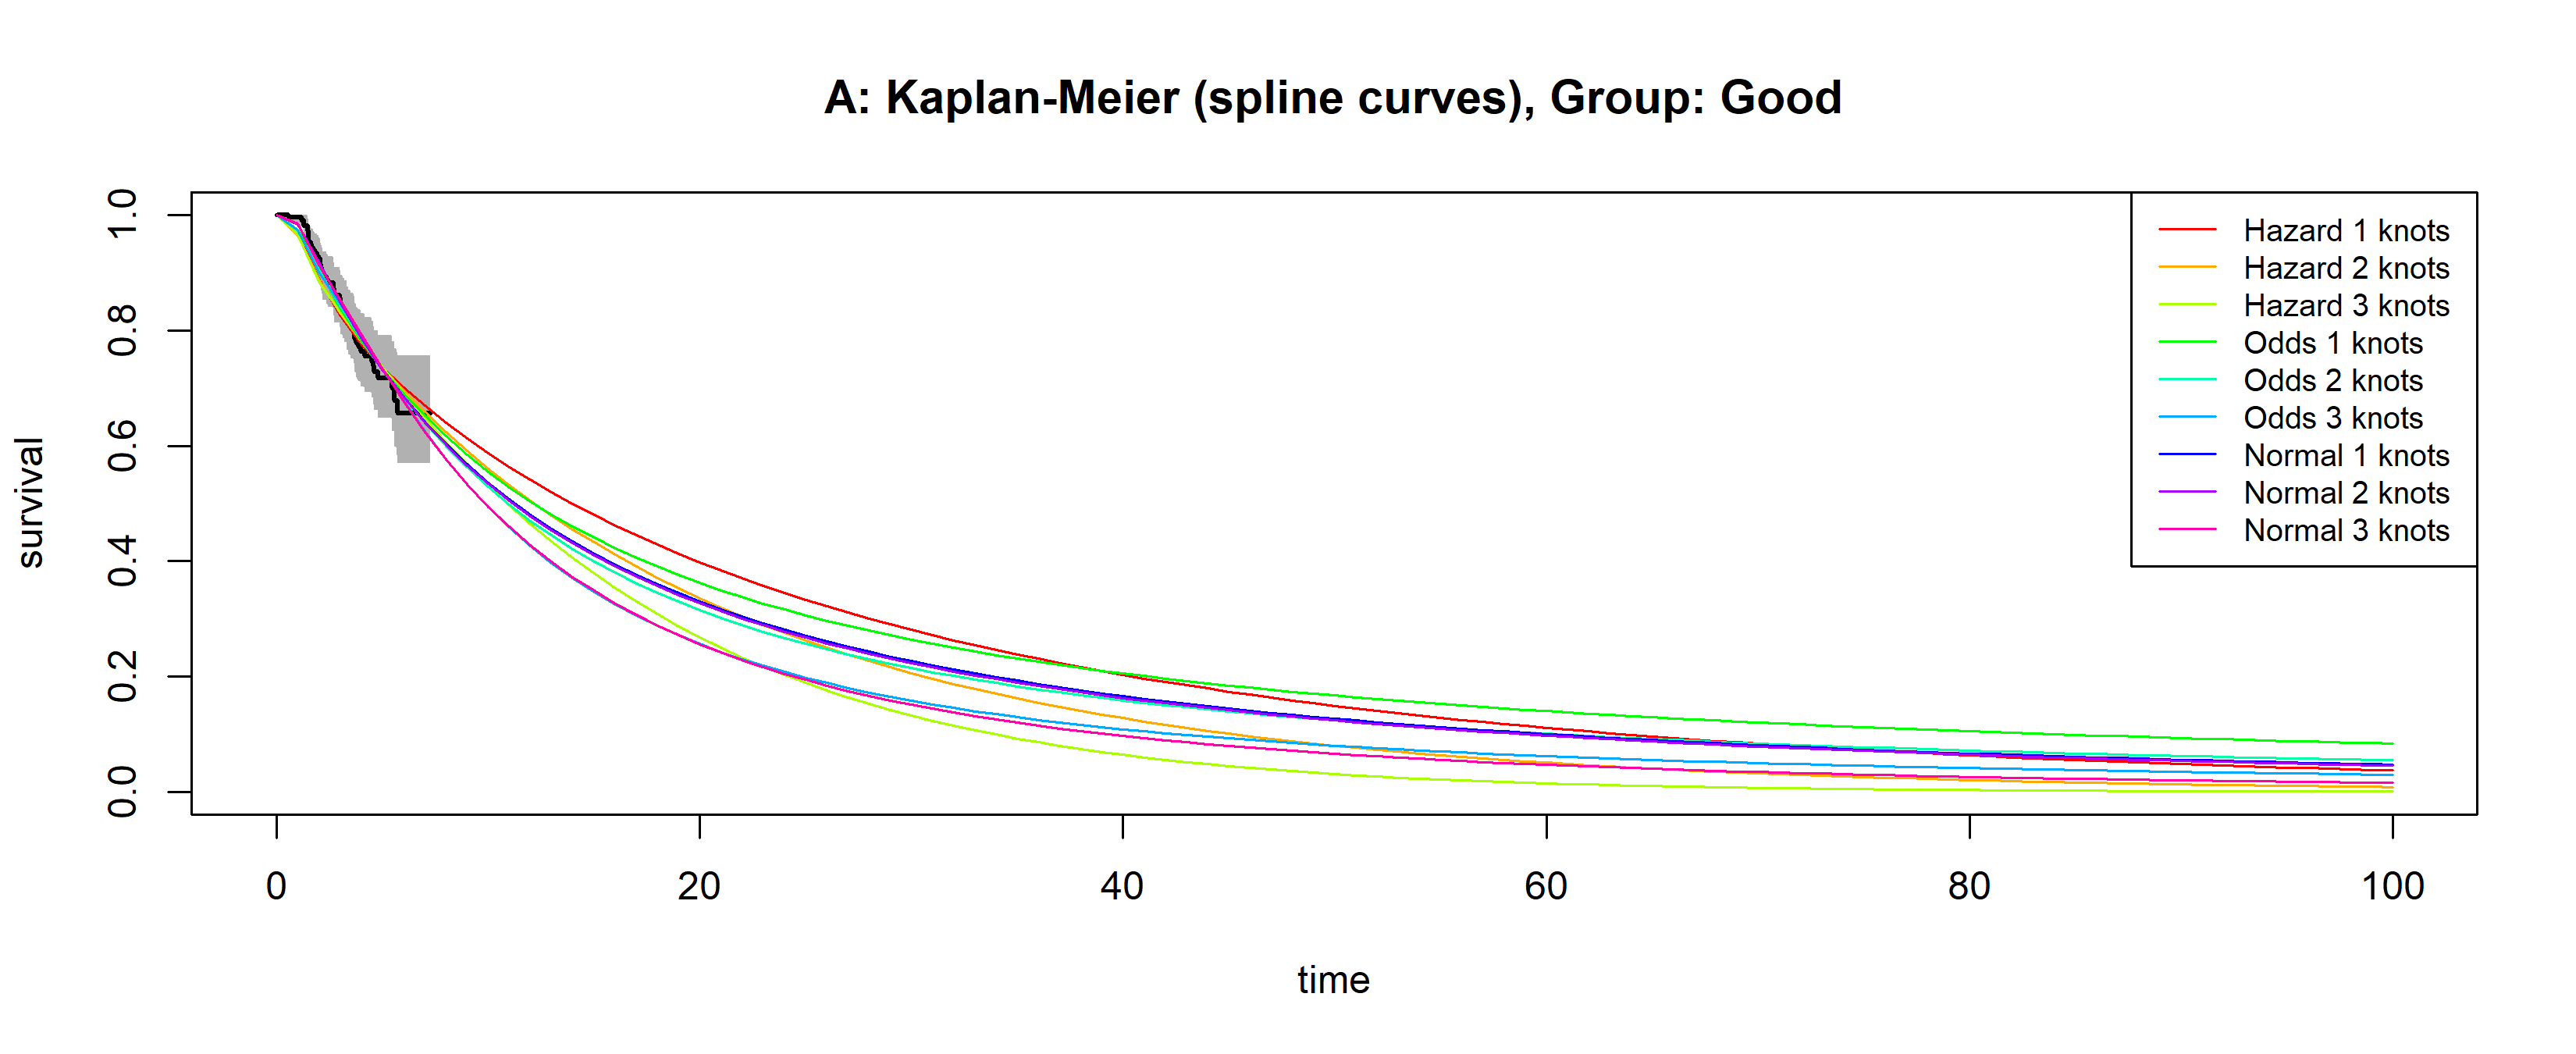 A: Kaplan-Meier (spline curves), Group: Good
survival
1.0
0.8
0.6
0.4
0.2
0.0
Hazard 1 knots
Hazard 2 knots
Hazard 3 knots
Odds 1 knots
Odds 2 knots
Odds 3 knots
Normal 1 knots
Normal 2 knots
Normal 3 knots
0 20 40 60 80 100
time